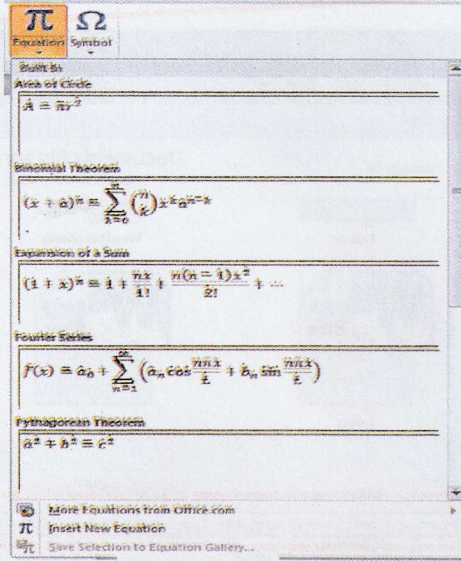 π Ω
Equation Symbol
Built-In
Area of Circle
A = πr²
Binomial Theorem
(x + a)ⁿ = ∑ₖ₌₀ⁿ (n k) xᵏaⁿ⁻ᵏ
Expansion of a Sum
(1 + x)ⁿ = 1 + nx/1! + n(n − 1)x²/2! + ...
Fourier Series
f(x) = a₀ + ∑ₙ₌₁^∞ (aₙ cos nπx/L + bₙ sin nπx/L)
Pythagorean Theorem
a² + b² = c²
More Equations from Office.com
π Insert New Equation
Save Selection to Equation Gallery...